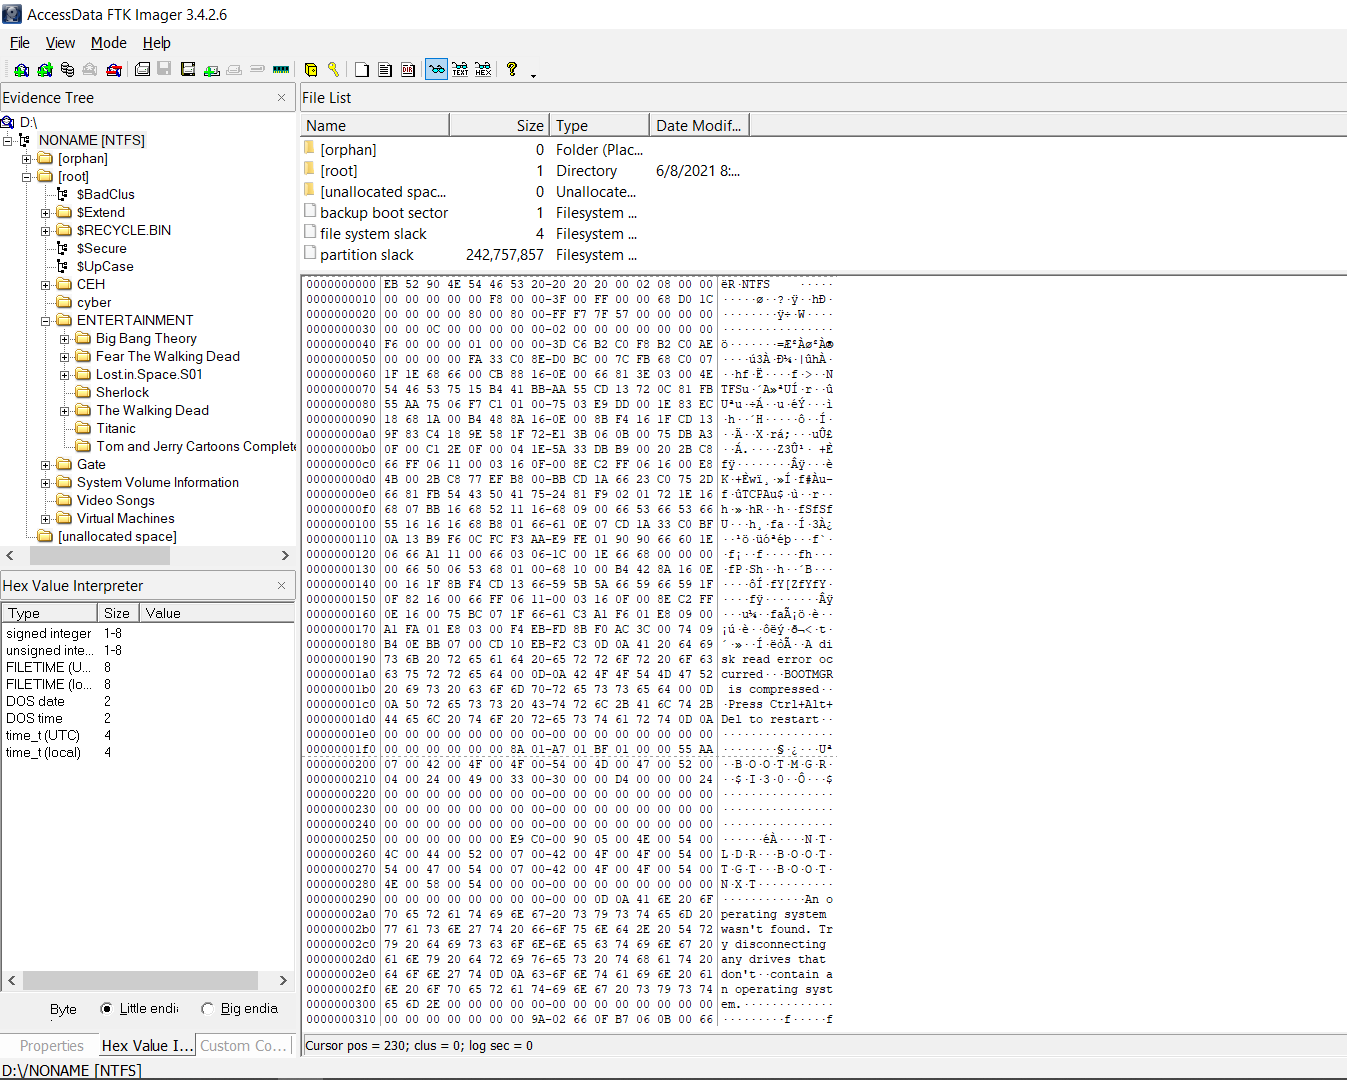 AccessData FTK Imager 3.4.2.6
File View Mode Help
Evidence Tree
D:\
NONAME [NTFS]
[orphan]
[root]
$BadClus
$Extend
$RECYCLE.BIN
$Secure
$UpCase
CEH
cyber
ENTERTAINMENT
Big Bang Theory
Fear The Walking Dead
Lost.in.Space.S01
Sherlock
The Walking Dead
Titanic
Tom and Jerry Cartoons Complete
Gate
System Volume Information
Video Songs
Virtual Machines
[unallocated space]
Hex Value Interpreter
Type Size Value
signed integer 1-8
unsigned inte... 1-8
FILETIME (U... 8
FILETIME (lo... 8
DOS date 2
DOS time 2
time_t (UTC) 4
time_t (local) 4
Byte Little endi Big endia
Properties Hex Value I... Custom Co...
File List
Name Size Type Date Modif...
[orphan] 0 Folder (Plac...
[root] 1 Directory 6/8/2021 8:...
[unallocated spac... 0 Unallocate...
backup boot sector 1 Filesystem ...
file system slack 4 Filesystem ...
partition slack 242,757,857 Filesystem ...
0000000000 EB 52 90 4E 54 46 53 20-20 20 20 00 02 08 00 00 ëR·NTFS ·····
0000000010 00 00 00 00 00 F8 00 00-3F 00 FF 00 00 68 D0 1C ·····ø··?·ÿ··hÐ·
0000000020 00 00 00 00 80 00 80 00-FF F7 7F 57 00 00 00 00 ········ÿ÷·W····
0000000030 00 00 0C 00 00 00 00 00-02 00 00 00 00 00 00 00 ················
0000000040 F6 00 00 00 01 00 00 00-3D C6 B2 C0 F8 B2 C0 AE ö·······=Æ²Àø²À®
0000000050 00 00 00 00 FA 33 C0 8E-D0 BC 00 7C FB 68 C0 07 ····ú3À·Ð¼·|ûhÀ·
0000000060 1F 1E 68 66 00 CB 88 16-0E 00 66 81 3E 03 00 4E ··hf·Ë····f·>··N
0000000070 54 46 53 75 15 B4 41 BB-AA 55 CD 13 72 0C 81 FB TFSu·´A»ªUÍ·r··û
0000000080 55 AA 75 06 F7 C1 01 00-75 03 E9 DD 00 1E 83 EC Uªu·÷Á··u·éÝ···ì
0000000090 18 68 1A 00 B4 48 8A 16-0E 00 8B F4 16 1F CD 13 ·h··´H·····ô··Í·
00000000a0 9F 83 C4 18 9E 58 1F 72-E1 3B 06 0B 00 75 DB A3 ··Ä··X·rá;···uÛ£
00000000b0 0F 00 C1 2E 0F 00 04 1E-5A 33 DB B9 00 20 2B C8 ··Á.····Z3Û¹· +È
00000000c0 66 FF 06 11 00 03 16 0F-00 8E C2 FF 06 16 00 E8 fÿ········Âÿ···è
00000000d0 4B 00 2B C8 77 EF B8 00-BB CD 1A 66 23 C0 75 2D K·+Èwï¸·»Í·f#Àu-
00000000e0 66 81 FB 54 43 50 41 75-24 81 F9 02 01 72 1E 16 f·ûTCPAu$·ù··r··
00000000f0 68 07 BB 16 68 52 11 16-68 09 00 66 53 66 53 66 h·»·hR··h··fSfSf
0000000100 55 16 16 16 68 B8 01 66-61 0E 07 CD 1A 33 C0 BF U···h¸·fa··Í·3À¿
0000000110 0A 13 B9 F6 0C FC F3 AA-E9 FE 01 90 90 66 60 1E ··¹ö·üóªéþ···f`·
0000000120 06 66 A1 11 00 66 03 06-1C 00 1E 66 68 00 00 00 ·f¡··f·····fh···
0000000130 00 66 50 06 53 68 01 00-68 10 00 B4 42 8A 16 0E ·fP·Sh··h··´B···
0000000140 00 16 1F 8B F4 CD 13 66-59 5B 5A 66 59 66 59 1F ····ôÍ·fY[ZfYfY·
0000000150 0F 82 16 00 66 FF 06 11-00 03 16 0F 00 8E C2 FF ····fÿ········Âÿ
0000000160 0E 16 00 75 BC 07 1F 66-61 C3 A1 F6 01 E8 09 00 ···u¼··faÃ¡ö·è··
0000000170 A1 FA 01 E8 03 00 F4 EB-FD 8B F0 AC 3C 00 74 09 ¡ú·è··ôëý·ð¬<·t·
0000000180 B4 0E BB 07 00 CD 10 EB-F2 C3 0D 0A 41 20 64 69 ´·»··Í·ëòÃ··A di
0000000190 73 6B 20 72 65 61 64 20-65 72 72 6F 72 20 6F 63 sk read error oc
00000001a0 63 75 72 72 65 64 00 0D-0A 42 4F 4F 54 4D 47 52 curred···BOOTMGR
00000001b0 20 69 73 20 63 6F 6D 70-72 65 73 73 65 64 00 0D is compressed··
00000001c0 0A 50 72 65 73 73 20 43-74 72 6C 2B 41 6C 74 2B ·Press Ctrl+Alt+
00000001d0 44 65 6C 20 74 6F 20 72-65 73 74 61 72 74 0D 0A Del to restart··
00000001e0 00 00 00 00 00 00 00 00-00 00 00 00 00 00 00 00 ················
00000001f0 00 00 00 00 00 00 8A 01-A7 01 BF 01 00 00 55 AA ········§·¿···Uª
0000000200 07 00 42 00 4F 00 4F 00-54 00 4D 00 47 00 52 00 ··B·O·O·T·M·G·R·
0000000210 04 00 24 00 49 00 33 00-30 00 00 D4 00 00 00 24 ··$·I·3·0··Ô···$
0000000220 00 00 00 00 00 00 00 00-00 00 00 00 00 00 00 00 ················
0000000230 00 00 00 00 00 00 00 00-00 00 00 00 00 00 00 00 ················
0000000240 00 00 00 00 00 00 00 00-00 00 00 00 00 00 00 00 ················
0000000250 00 00 00 00 00 00 E9 C0-00 90 05 00 4E 00 54 00 ······éÀ····N·T·
0000000260 4C 00 44 00 52 00 07 00-42 00 4F 00 4F 00 54 00 L·D·R···B·O·O·T·
0000000270 54 00 47 00 54 00 07 00-42 00 4F 00 4F 00 54 00 T·G·T···B·O·O·T·
0000000280 4E 00 58 00 54 00 00 00-00 00 00 00 00 00 00 00 N·X·T···········
0000000290 00 00 00 00 00 00 00 00-00 00 0D 0A 41 6E 20 6F ············An o
00000002a0 70 65 72 61 74 69 6E 67-20 73 79 73 74 65 6D 20 perating system
00000002b0 77 61 73 6E 27 74 20 66-6F 75 6E 64 2E 20 54 72 wasn't found. Tr
00000002c0 79 20 64 69 73 63 6F 6E-6E 65 63 74 69 6E 67 20 y disconnecting
00000002d0 61 6E 79 20 64 72 69 76-65 73 20 74 68 61 74 20 any drives that
00000002e0 64 6F 6E 27 74 0D 0A 63-6F 6E 74 61 69 6E 20 61 don't··contain a
00000002f0 6E 20 6F 70 65 72 61 74-69 6E 67 20 73 79 73 74 n operating syst
0000000300 65 6D 2E 00 00 00 00 00-00 00 00 00 00 00 00 00 em.·············
0000000310 00 00 00 00 00 00 00 9A-02 66 0F B7 06 0B 00 66 ·········f·····f
Cursor pos = 230; clus = 0; log sec = 0
D:\/NONAME [NTFS]